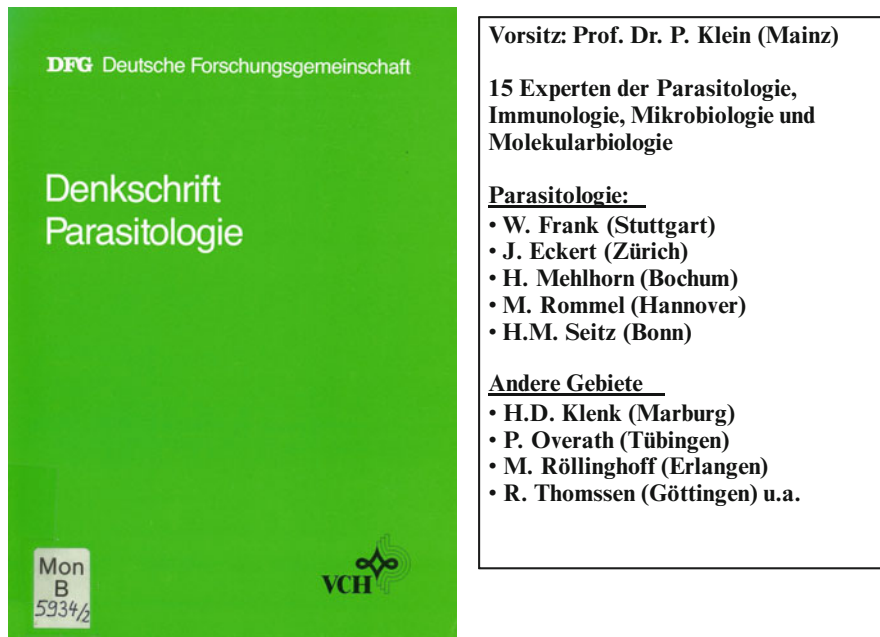 DFG Deutsche Forschungsgemeinschaft
Denkschrift
Parasitologie
Mon
B
5934/2
VCH
Vorsitz: Prof. Dr. P. Klein (Mainz)
15 Experten der Parasitologie,
Immunologie, Mikrobiologie und
Molekularbiologie
Parasitologie:
• W. Frank (Stuttgart)
• J. Eckert (Zürich)
• H. Mehlhorn (Bochum)
• M. Rommel (Hannover)
• H.M. Seitz (Bonn)
Andere Gebiete
• H.D. Klenk (Marburg)
• P. Overath (Tübingen)
• M. Röllinghoff (Erlangen)
• R. Thomssen (Göttingen) u.a.